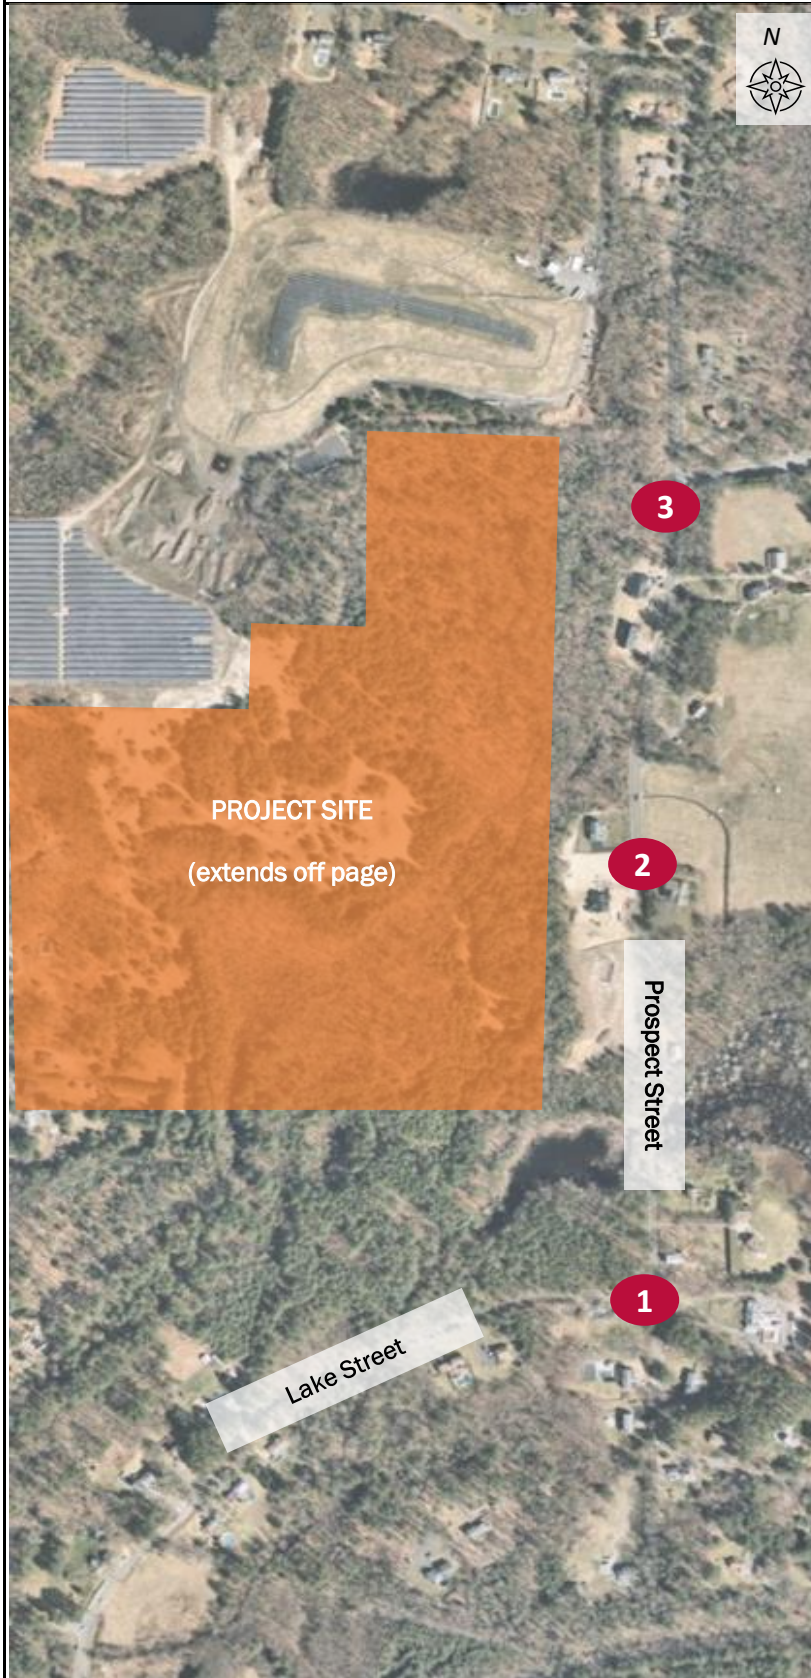 N
3
PROJECT SITE
(extends off page)
2
Prospect Street
1
Lake Street